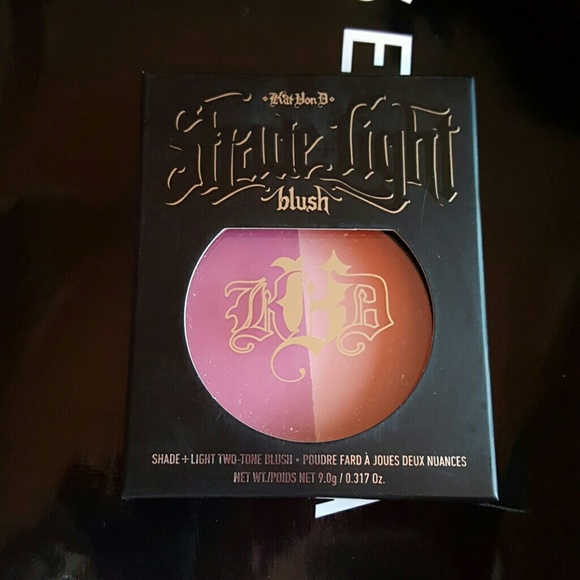 E
• Kat Von D •
Shade+Light
blush
KVD
SHADE + LIGHT TWO-TONE BLUSH • POUDRE FARD À JOUES DEUX NUANCES
NET WT./POIDS NET 9.0g / 0.317 Oz.